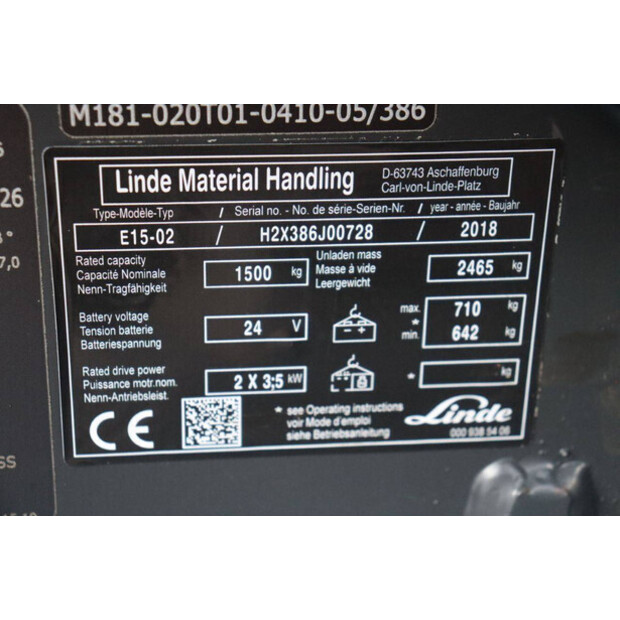 M181-020T01-0410-05/386
26
7,0
Linde Material Handling
D-63743 Aschaffenburg
Carl-von-Linde-Platz
Type-Modèle-Typ / Serial no. - No. de série-Serien-Nr. / year - année - Baujahr
E15-02 / H2X386J00728 / 2018
Rated capacity
Capacité Nominale
Nenn-Tragfähigkeit
1500 kg
Unladen mass
Masse à vide
Leergewicht
2465 kg
Battery voltage
Tension batterie
Batteriespannung
24 V
max. 710 kg
*
min. 642 kg
Rated drive power
Puissance motr.nom.
Nenn-Antriebsleist.
2 X 3,5 kW
* kg
CE
* see Operating instructions
voir Mode d'emploi
siehe Betriebsanleitung
Linde
000 938 54 06
SS